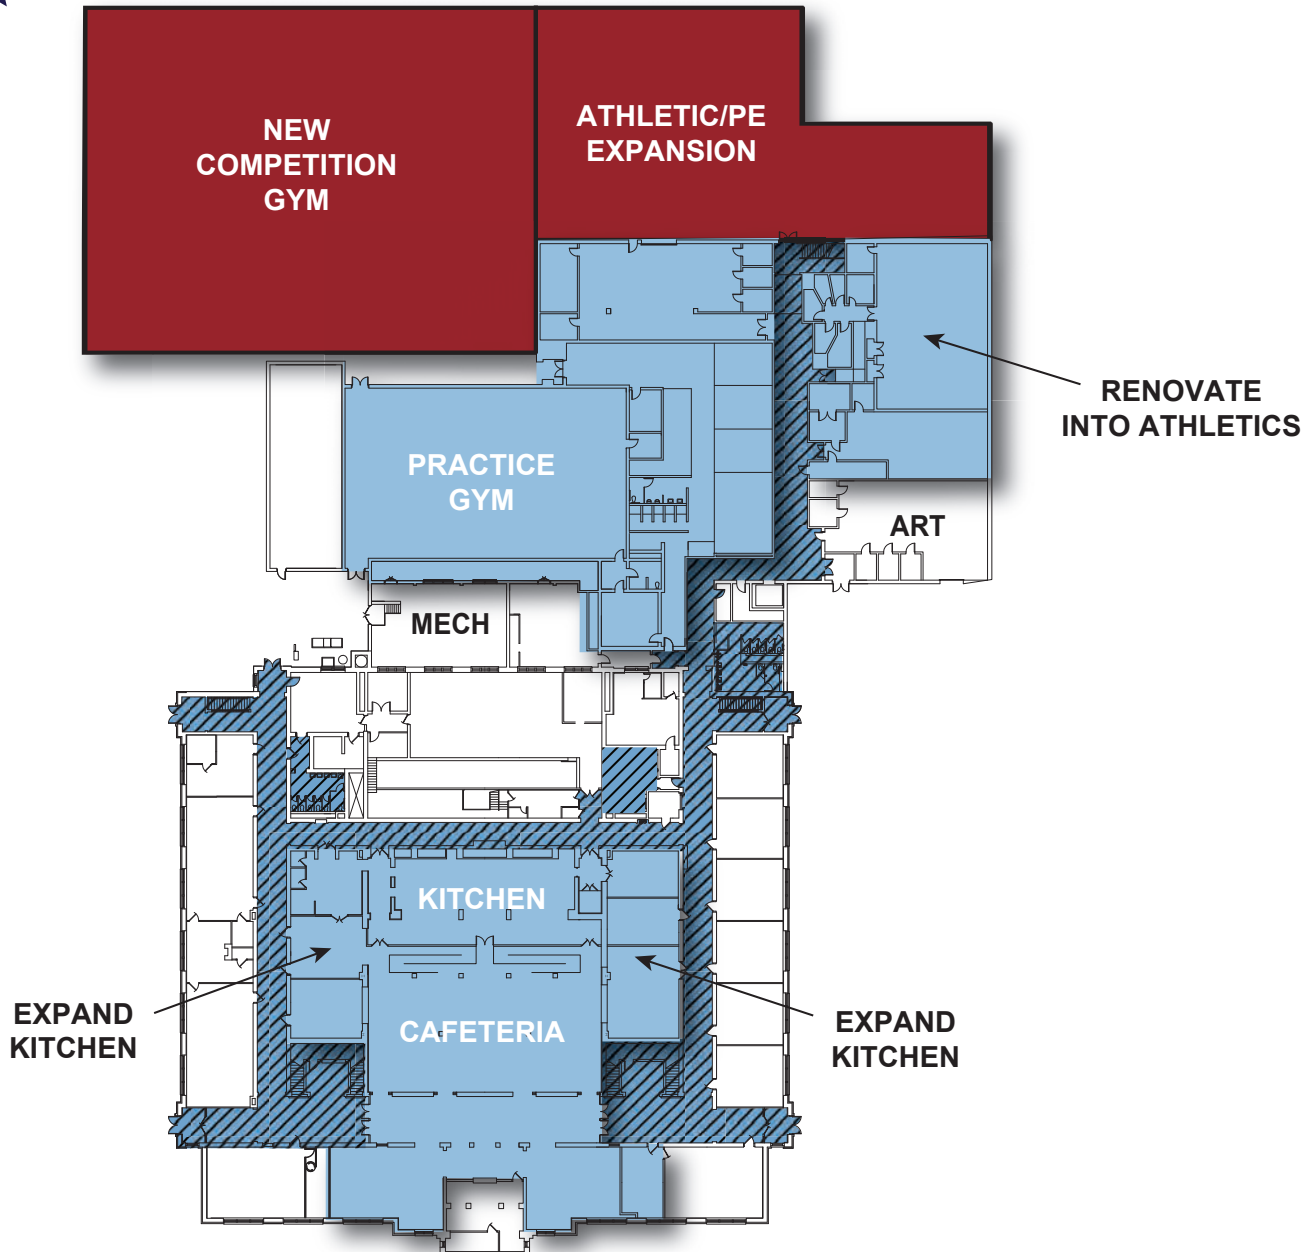 NEW
COMPETITION
GYM
ATHLETIC/PE
EXPANSION
RENOVATE
INTO ATHLETICS
PRACTICE
GYM
ART
MECH
KITCHEN
EXPAND
KITCHEN
CAFETERIA
EXPAND
KITCHEN